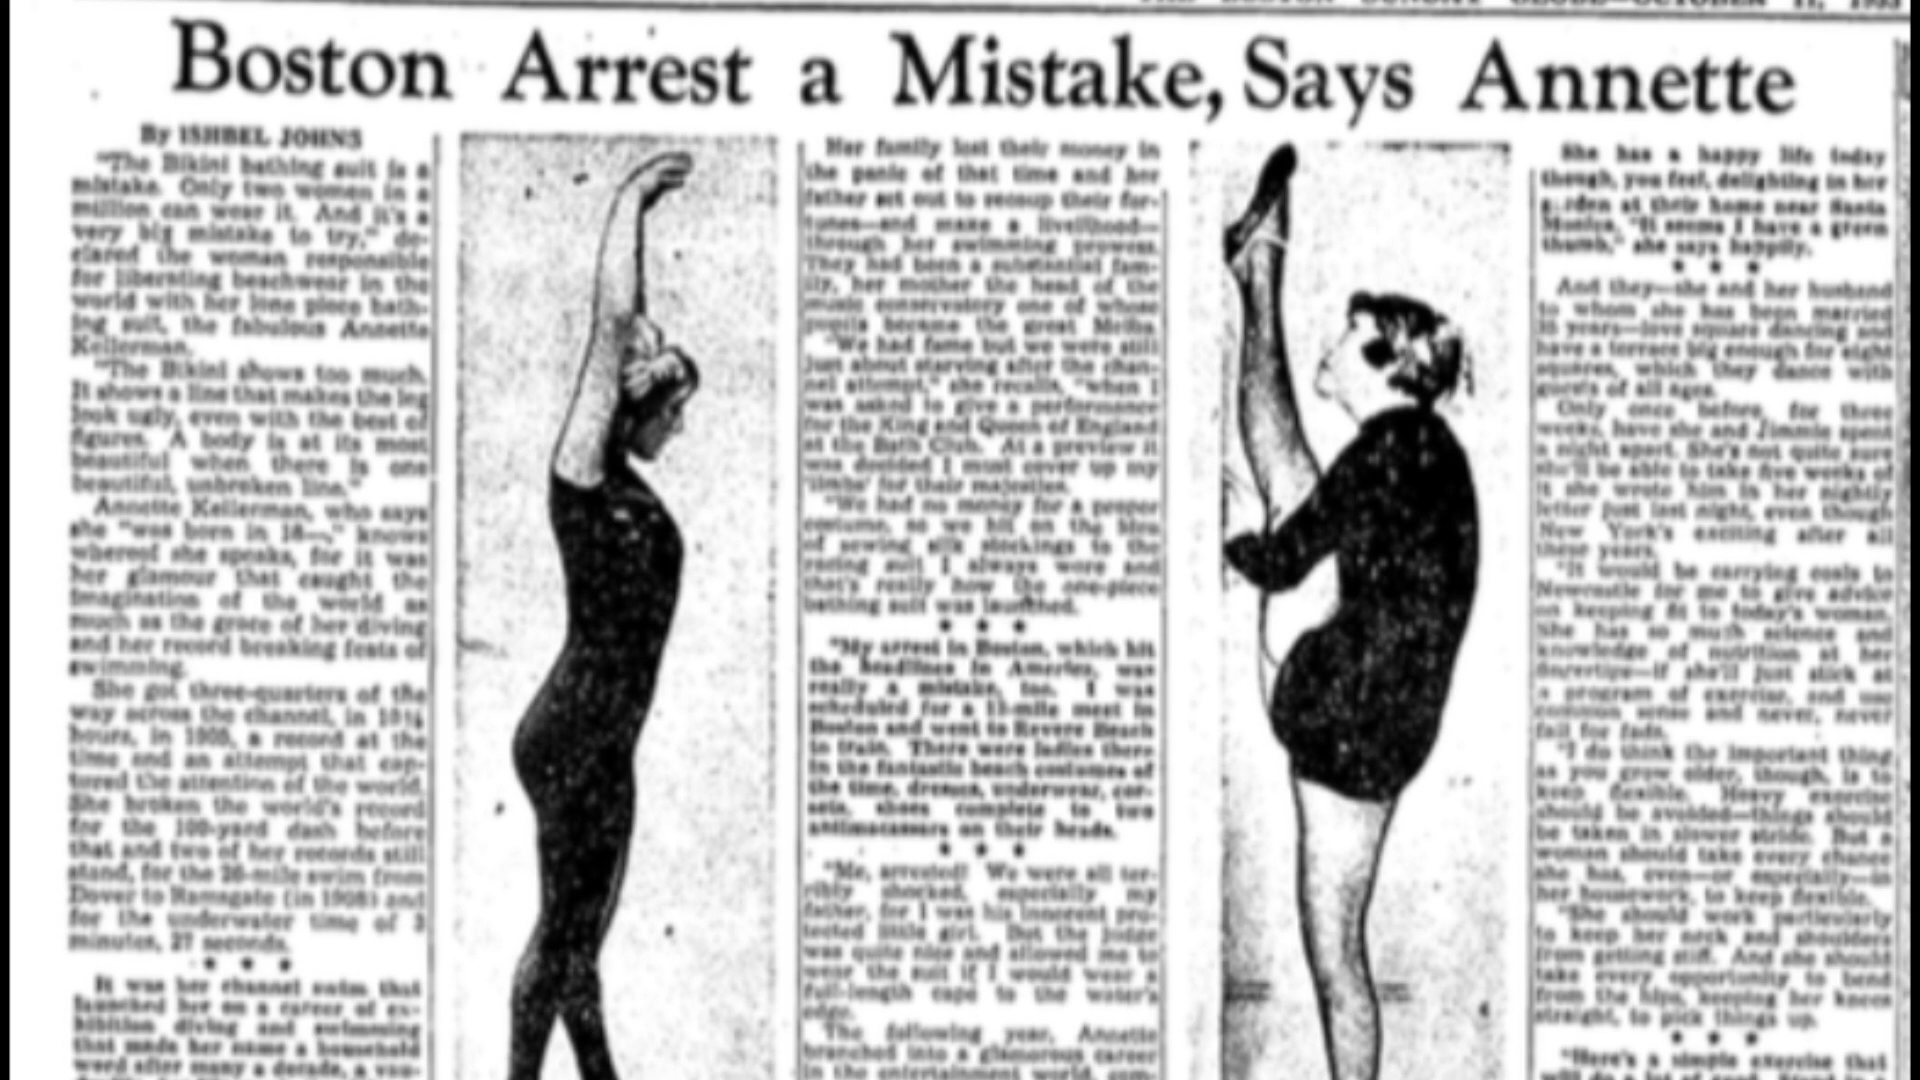 THE BOSTON SUNDAY GLOBE—OCTOBER 11, 1953
Boston Arrest a Mistake, Says Annette
By ISHBEL JOHNS
"The Bikini bathing suit is a
mistake. Only two women in a
million can wear it. And it's a
very big mistake to try," de-
clared the woman responsible
for liberating beachwear in the
world with her one piece bath-
ing suit, the fabulous Annette
Kellerman.
"The Bikini shows too much.
It shows a line that makes the leg
look ugly, even with the best of
figures. A body is at its most
beautiful when there is one
beautiful, unbroken line."
Annette Kellerman, who says
she "was born in 18—," knows
whereof she speaks, for it was
her glamour that caught the
imagination of the world as
much as the grace of her diving
and her record breaking feats of
swimming.
She got three-quarters of the
way across the channel, in 10¼
hours, in 1905, a record at the
time and an attempt that cap-
tured the attention of the world.
She broken the world's record
for the 100-yard dash before
that and two of her records still
stand, for the 20-mile swim from
Dover to Ramsgate (in 1908) and
for the underwater time of 3
minutes, 27 seconds.
* * *
It was her channel swim that
launched her on a career of ex-
hibition diving and swimming
that made her name a household
word after many a decade, a vau-
Her family lost their money in
the panic of that time and her
father set out to recoup their for-
tunes—and make a livelihood—
through her swimming prowess.
They had been a substantial fam-
ily, her mother the head of the
music conservatory one of whose
pupils became the great Melba.
"We had fame but we were still
just about starving after the chan-
nel attempt," she recalls, "when I
was asked to give a performance
for the King and Queen of England
at the Bath Club. At a preview it
was decided I must cover up my
'limbs' for their majesties.
"We had no money for a proper
costume, so we hit on the idea
of sewing silk stockings to the
racing suit I always wore and
that's really how the one-piece
bathing suit was launched.
* * *
"My arrest in Boston, which hit
the headlines in America, was
really a mistake, too. I was
scheduled for a 13-mile meet in
Boston and went to Revere Beach
to train. There were ladies there
in the fantastic beach costumes of
the time, dresses, underwear, cor-
sets, shoes complete to two
antimacassars on their heads.
* * *
"Me, arrested! We were all ter-
ribly shocked, especially my
father, for I was his innocent pro-
tected little girl. But the judge
was quite nice and allowed me to
wear the suit if I would wear a
full-length cape to the water's
edge.
The following year, Annette
branched into a glamorous career
in the entertainment world, com-
She has a happy life today
though, you feel, delighting in her
garden at their home near Santa
Monica. "It seems I have a green
thumb," she says happily.
* * *
And they—she and her husband
to whom she has been married
years—love square dancing and
have a terrace big enough for eight
squares, which they dance with
guests of all ages.
Only once before, for three
weeks, have she and Jimmie spent
a night apart. She's not quite sure
she'll be able to take five weeks of
it she wrote him in her nightly
letter just last night, even though
New York's exciting after all
these years.
"It would be carrying coals to
Newcastle for me to give advice
on keeping fit to today's woman.
She has so much science and
knowledge of nutrition at her
fingertips—if she'll just stick at
a program of exercise, and use
common sense and never, never
fall for fads.
"I do think the important thing
as you grow older, though, is to
keep flexible. Heavy exercise
should be avoided—things should
be taken in slower stride. But a
woman should take every chance
she has, even—or especially—in
her housework, to keep flexible.
"She should work particularly
to keep her neck and shoulders
from getting stiff. And she should
take every opportunity to bend
from the hips, keeping her knees
straight, to pick things up.
* * *
"Here's a simple exercise that